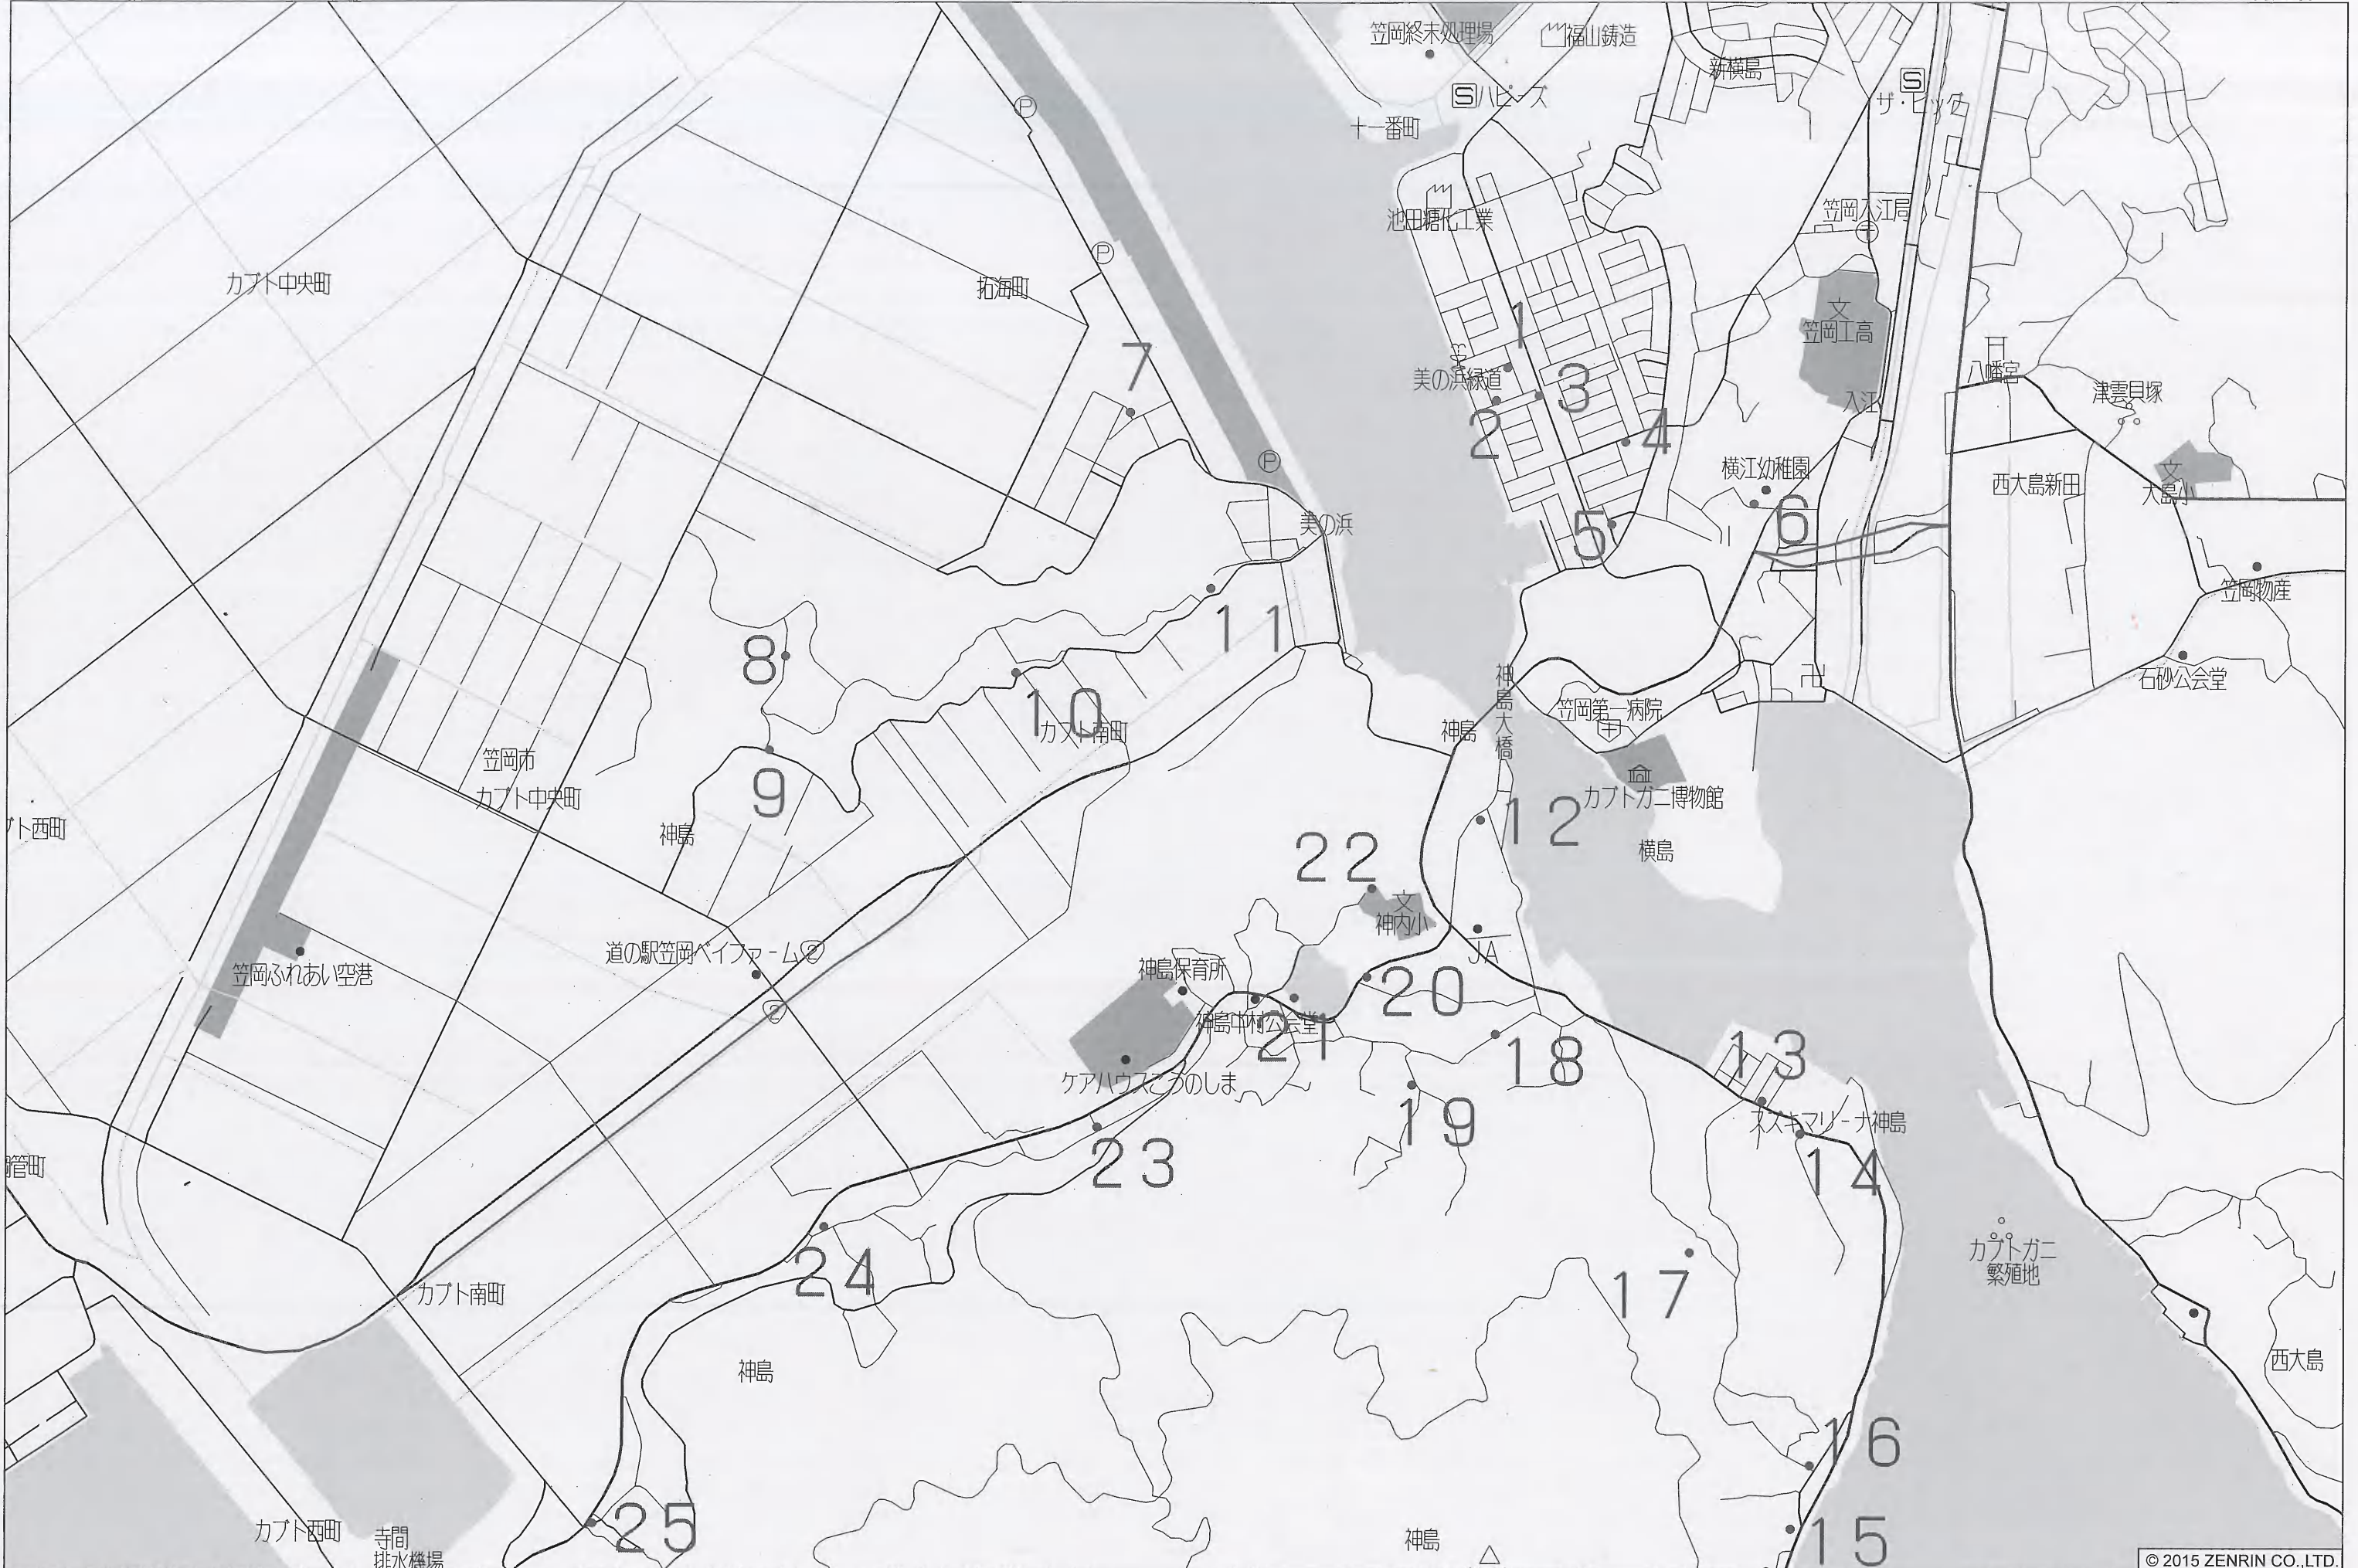 笠岡終末処理場
福山鋳造
新横島
S
ハピーズ
S
ザ・ビッグ
十一番町
P
池田糖化工業
笠岡入江局
P
カブト中央町
拓海町
文
笠岡工高
1
7
美の浜緑道
3
八幡宮
津雲貝塚
入江
2
4
P
横江幼稚園
西大島新田
文
大島小
美の浜
5
6
笠岡物産
11
8
石砂公会堂
10
カブト南町
神島大橋
笠岡第一病院
神島
笠岡市
カブト中央町
9
カブトガニ博物館
12
神島
横島
ブト西町
22
文
神内小
道の駅笠岡ベイファーム
2
JA
笠岡ふれあい空港
神島保育所
20
2
神島中村公会堂
21
18
13
ケアハウスこうのしま
19
スズキマリーナ神島
23
14
管町
カブトガニ
繁殖地
24
カブト南町
17
神島
西大島
16
25
カブト西町
寺間
排水機場
神島
15
© 2015 ZENRIN CO.,LTD.